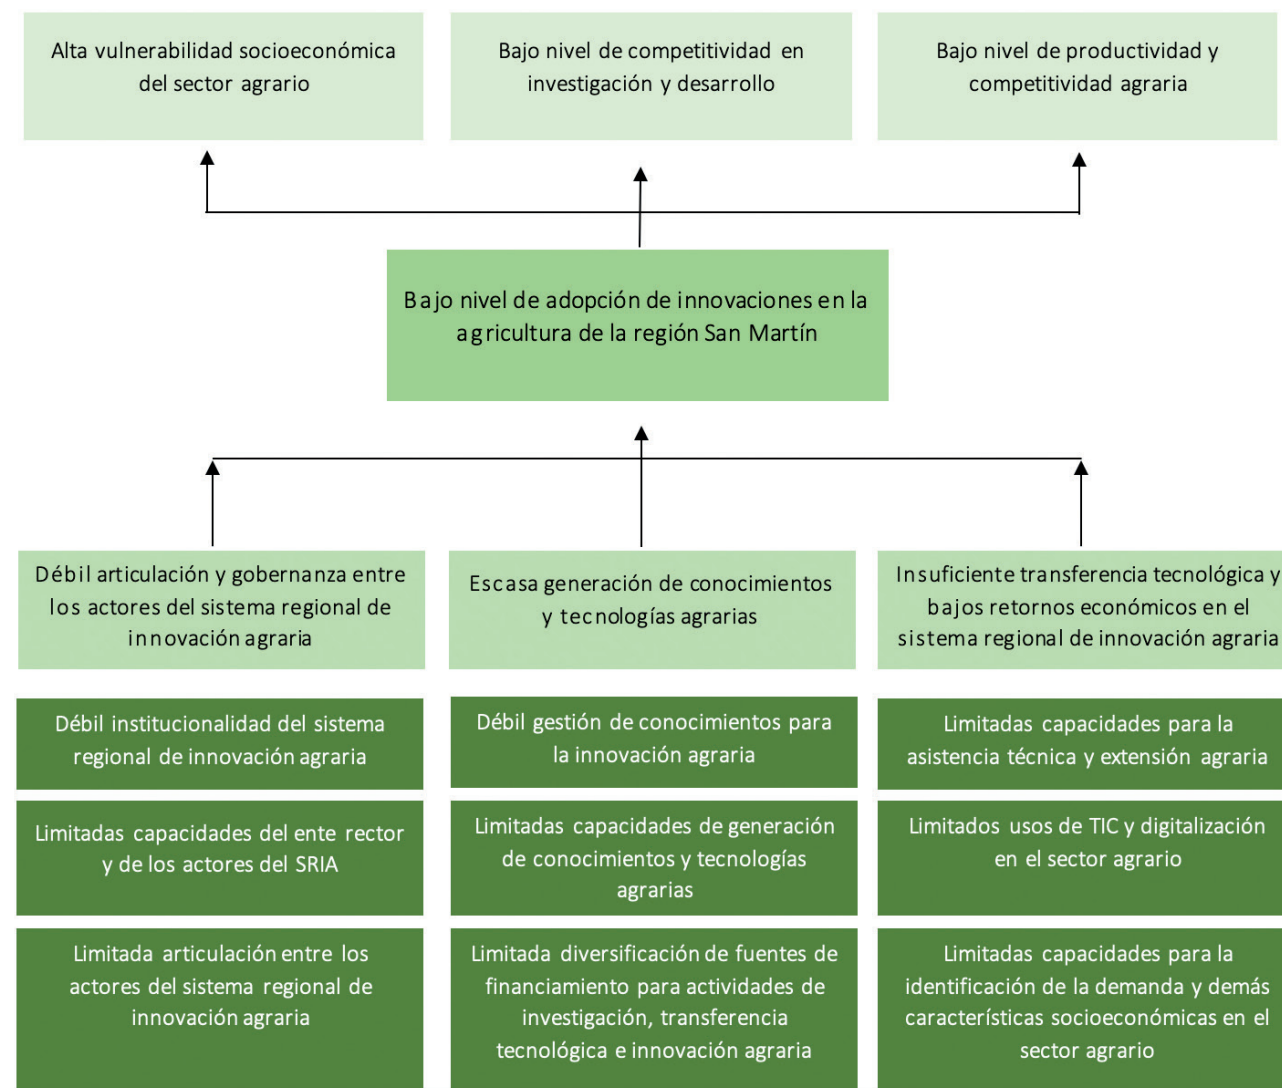 Alta vulnerabilidad socioeconómica
del sector agrario
Bajo nivel de competitividad en
investigación y desarrollo
Bajo nivel de productividad y
competitividad agraria
Bajo nivel de adopción de innovaciones en la
agricultura de la región San Martín
Débil articulación y gobernanza entre
los actores del sistema regional de
innovación agraria
Escasa generación de conocimientos
y tecnologías agrarias
Insuficiente transferencia tecnológica y
bajos retornos económicos en el
sistema regional de innovación agraria
Débil institucionalidad del sistema
regional de innovación agraria
Débil gestión de conocimientos para
la innovación agraria
Limitadas capacidades para la
asistencia técnica y extensión agraria
Limitadas capacidades del ente rector
y de los actores del SRIA
Limitadas capacidades de generación
de conocimientos y tecnologías
agrarias
Limitados usos de TIC y digitalización
en el sector agrario
Limitada articulación entre los
actores del sistema regional de
innovación agraria
Limitada diversificación de fuentes de
financiamiento para actividades de
investigación, transferencia
tecnológica e innovación agraria
Limitadas capacidades para la
identificación de la demanda y demás
características socioeconómicas en el
sector agrario